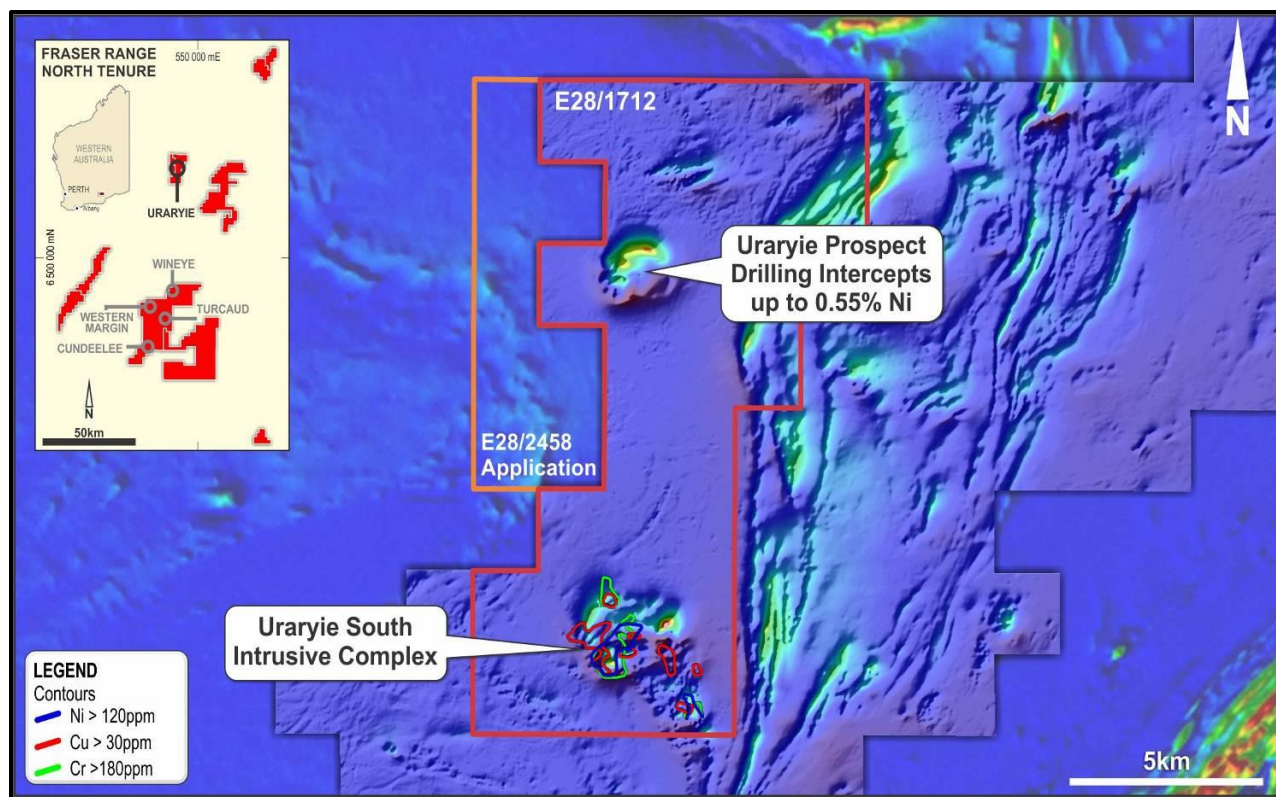 FRASER RANGE
NORTH TENURE
550 000 mE
WESTERN
AUSTRALIA
PERTH
Albany
URARYIE
6 500 000 mN
WINEYE
WESTERN
MARGIN
TURCAUD
CUNDEELEE
N
50km
E28/1712
N
Uraryie Prospect
Drilling Intercepts
up to 0.55% Ni
E28/2458
Application
Uraryie South
Intrusive Complex
LEGEND
Contours
Ni > 120ppm
Cu > 30ppm
Cr >180ppm
5km